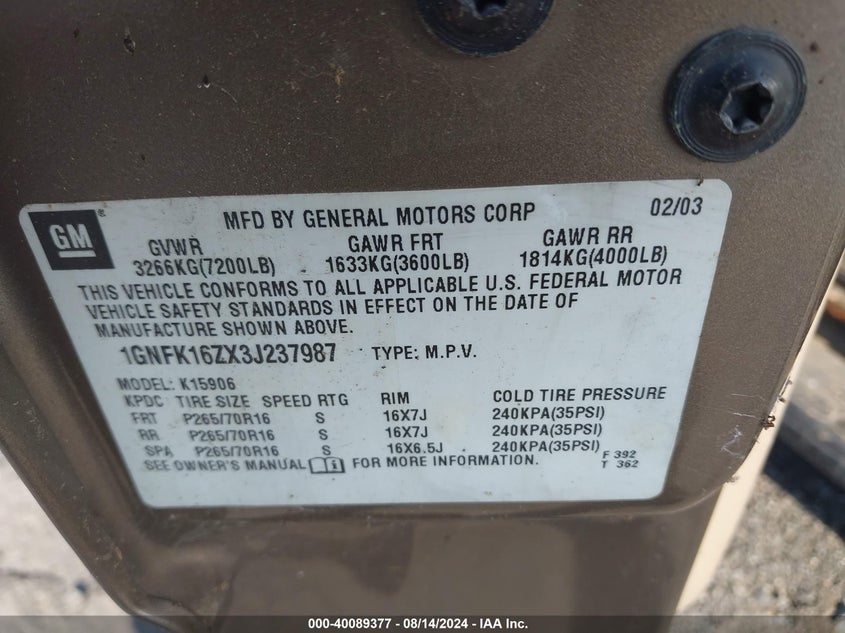 GM®
MFD BY GENERAL MOTORS CORP 02/03
GVWR GAWR FRT GAWR RR
3266KG(7200LB) 1633KG(3600LB) 1814KG(4000LB)
THIS VEHICLE CONFORMS TO ALL APPLICABLE U.S. FEDERAL MOTOR
VEHICLE SAFETY STANDARDS IN EFFECT ON THE DATE OF
MANUFACTURE SHOWN ABOVE.
1GNFK16ZX3J237987 TYPE: M.P.V.
MODEL: K15906
KPDC TIRE SIZE SPEED RTG RIM COLD TIRE PRESSURE
FRT P265/70R16 S 16X7J 240KPA(35PSI)
RR P265/70R16 S 16X7J 240KPA(35PSI)
SPA P265/70R16 S 16X6.5J 240KPA(35PSI)
SEE OWNER'S MANUAL FOR MORE INFORMATION.
F 392
T 362
000-40089377 - 08/14/2024 - IAA Inc.